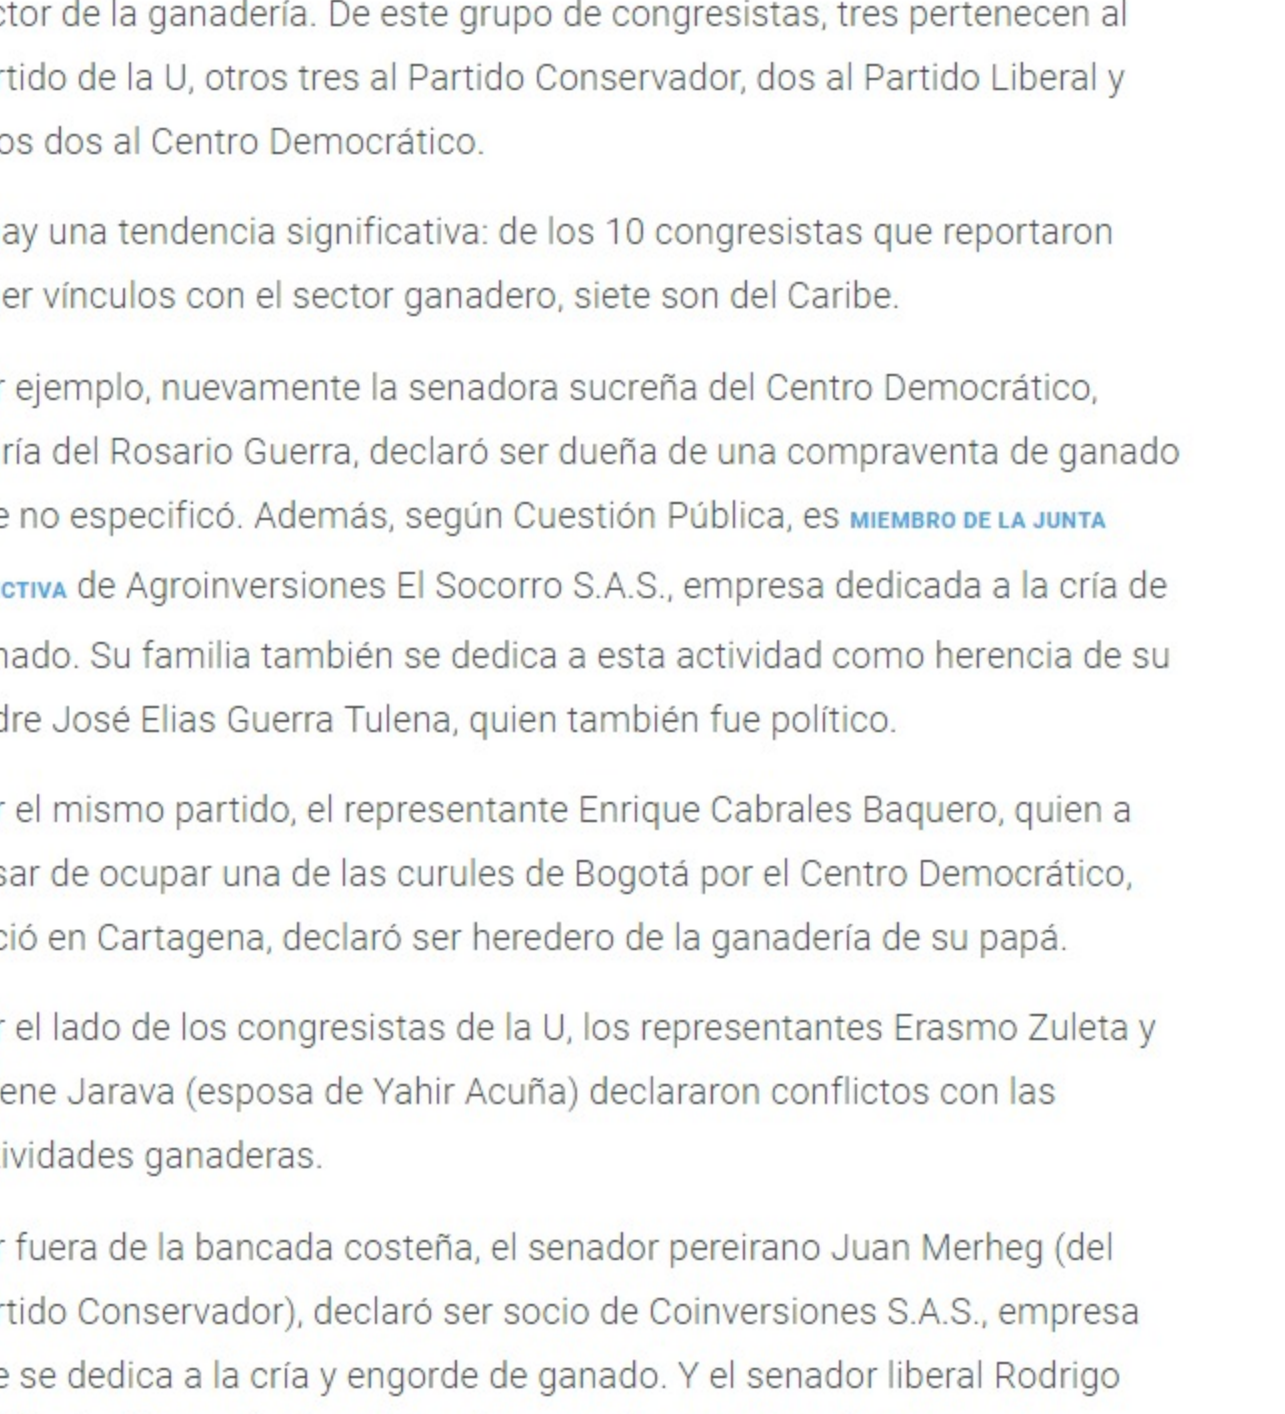 ctor de la ganadería. De este grupo de congresistas, tres pertenecen al
rtido de la U, otros tres al Partido Conservador, dos al Partido Liberal y
os dos al Centro Democrático.
ay una tendencia significativa: de los 10 congresistas que reportaron
er vínculos con el sector ganadero, siete son del Caribe.
r ejemplo, nuevamente la senadora sucreña del Centro Democrático,
ría del Rosario Guerra, declaró ser dueña de una compraventa de ganado
e no especificó. Además, según Cuestión Pública, es MIEMBRO DE LA JUNTA
CTIVA de Agroinversiones El Socorro S.A.S., empresa dedicada a la cría de
nado. Su familia también se dedica a esta actividad como herencia de su
dre José Elias Guerra Tulena, quien también fue político.
r el mismo partido, el representante Enrique Cabrales Baquero, quien a
sar de ocupar una de las curules de Bogotá por el Centro Democrático,
ció en Cartagena, declaró ser heredero de la ganadería de su papá.
r el lado de los congresistas de la U, los representantes Erasmo Zuleta y
ene Jarava (esposa de Yahir Acuña) declararon conflictos con las
tividades ganaderas.
r fuera de la bancada costeña, el senador pereirano Juan Merheg (del
rtido Conservador), declaró ser socio de Coinversiones S.A.S., empresa
e se dedica a la cría y engorde de ganado. Y el senador liberal Rodrigo